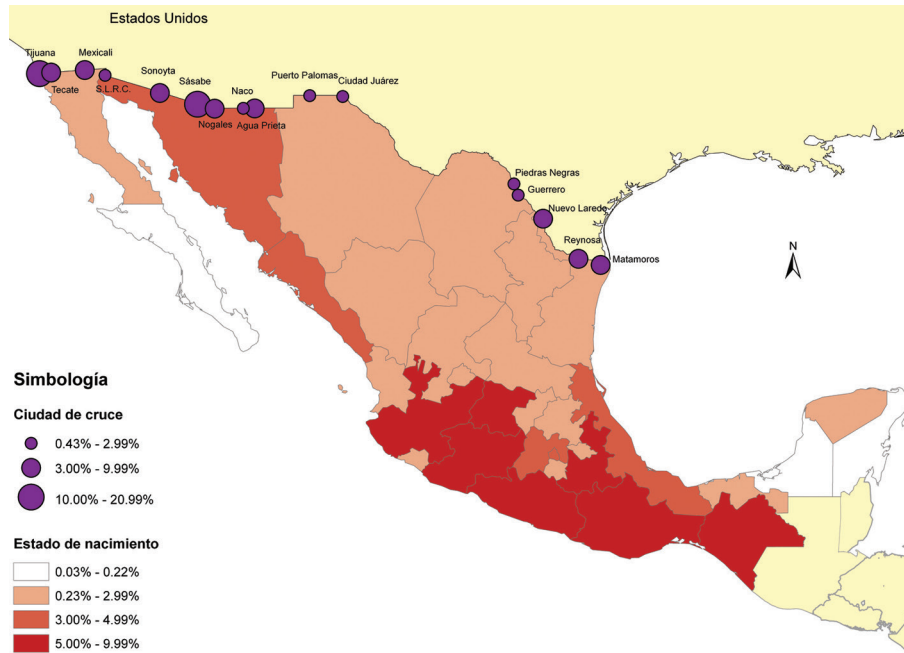 Estados Unidos
Tijuana
Mexicali
Tecate
S.L.R.C.
Sonoyta
Sásabe
Nogales
Naco
Agua Prieta
Puerto Palomas
Ciudad Juárez
Piedras Negras
Guerrero
Nuevo Laredo
Reynosa
Matamoros
N
Simbología
Ciudad de cruce
0.43% - 2.99%
3.00% - 9.99%
10.00% - 20.99%
Estado de nacimiento
0.03% - 0.22%
0.23% - 2.99%
3.00% - 4.99%
5.00% - 9.99%